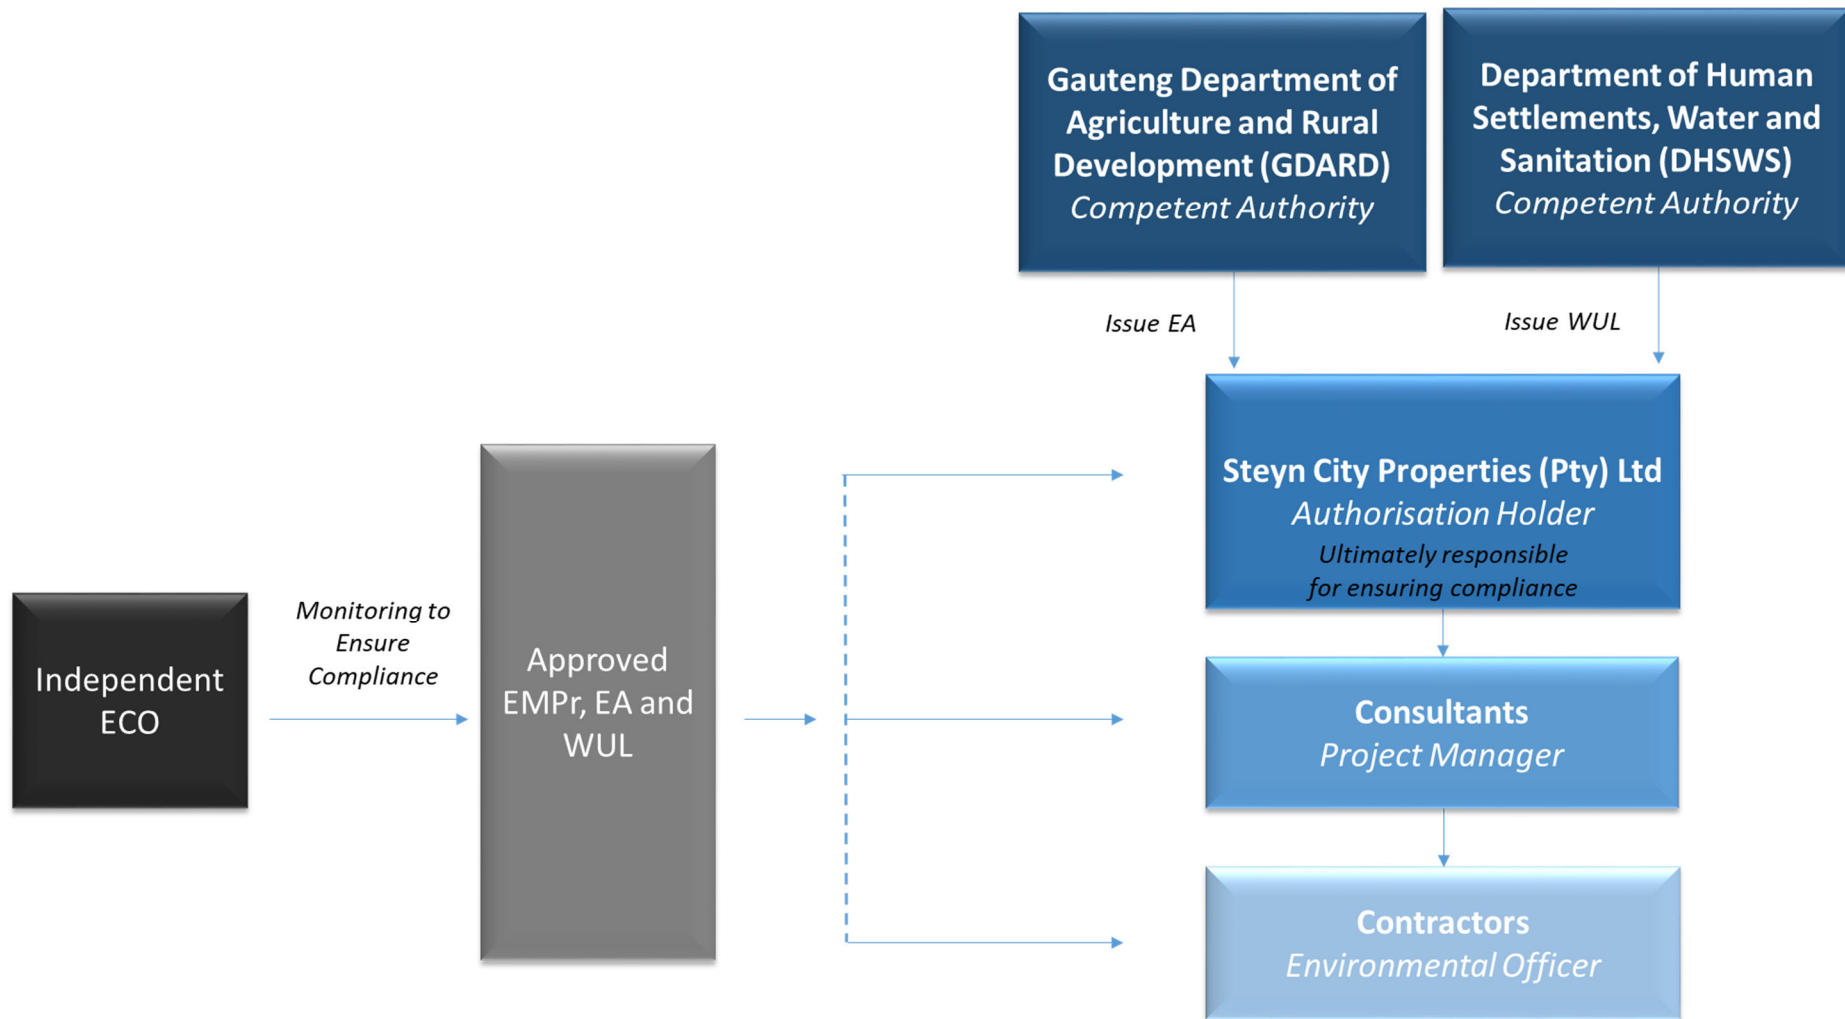 Gauteng Department of
Agriculture and Rural
Development (GDARD)
Competent Authority
Department of Human
Settlements, Water and
Sanitation (DHSWS)
Competent Authority
Issue EA
Issue WUL
Steyn City Properties (Pty) Ltd
Authorisation Holder
Ultimately responsible
for ensuring compliance
Independent
ECO
Monitoring to
Ensure
Compliance
Approved
EMPr, EA and
WUL
Consultants
Project Manager
Contractors
Environmental Officer